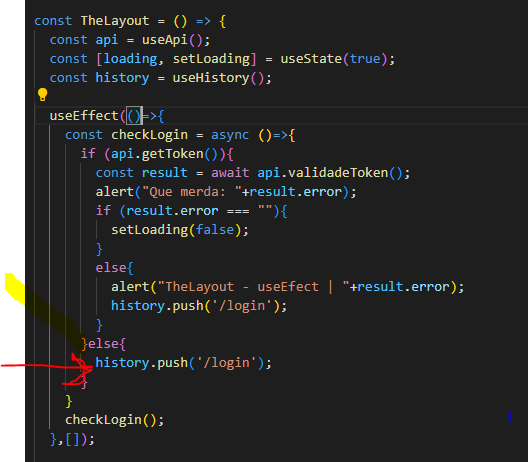 const TheLayout = () => {
const api = useApi();
const [loading, setLoading] = useState(true);
const history = useHistory();
useEffect(()=>{
const checkLogin = async ()=>{
if (api.getToken()){
const result = await api.validadeToken();
alert("Que merda: "+result.error);
if (result.error === ""){
setLoading(false);
}
else{
alert("TheLayout - useEfect | "+result.error);
history.push('/login');
}
}else{
history.push('/login');
}
}
checkLogin();
},[]);